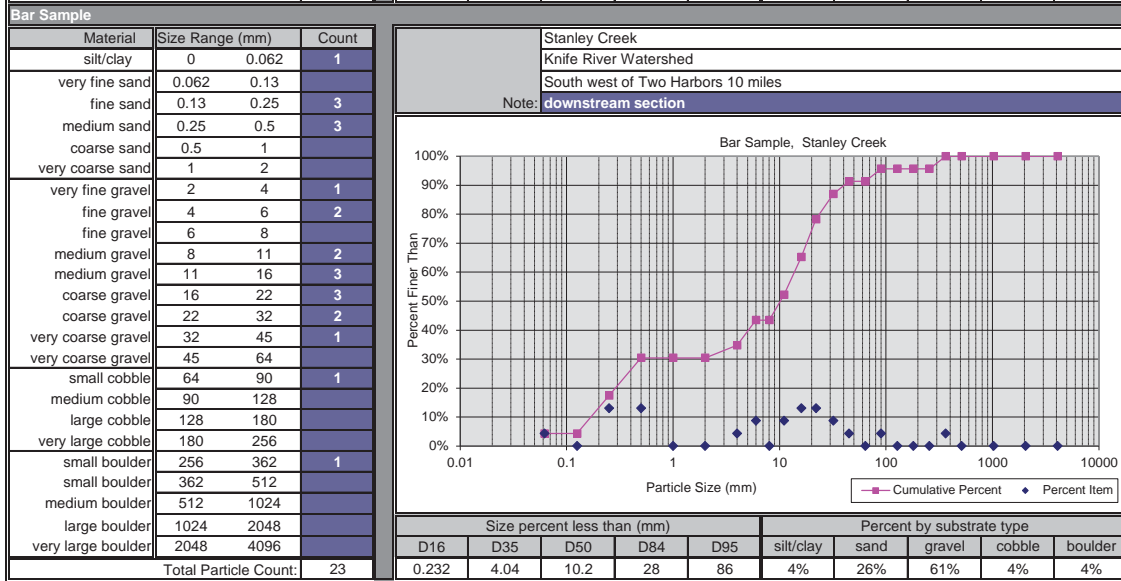 Bar Sample
Material Size Range (mm) Count
silt/clay 0 0.062 1
very fine sand 0.062 0.13
fine sand 0.13 0.25 3
medium sand 0.25 0.5 3
coarse sand 0.5 1
very coarse sand 1 2
very fine gravel 2 4 1
fine gravel 4 6 2
fine gravel 6 8
medium gravel 8 11 2
medium gravel 11 16 3
coarse gravel 16 22 3
coarse gravel 22 32 2
very coarse gravel 32 45 1
very coarse gravel 45 64
small cobble 64 90 1
medium cobble 90 128
large cobble 128 180
very large cobble 180 256
small boulder 256 362 1
small boulder 362 512
medium boulder 512 1024
large boulder 1024 2048
very large boulder 2048 4096
Total Particle Count: 23
Stanley Creek
Knife River Watershed
South west of Two Harbors 10 miles
Note: downstream section
Bar Sample, Stanley Creek
Percent Finer Than
100%
90%
80%
70%
60%
50%
40%
30%
20%
10%
0%
0.01 0.1 1 10 100 1000 10000
Particle Size (mm)
Cumulative Percent Percent Item
Size percent less than (mm) Percent by substrate type
D16 D35 D50 D84 D95 silt/clay sand gravel cobble boulder
0.232 4.04 10.2 28 86 4% 26% 61% 4% 4%